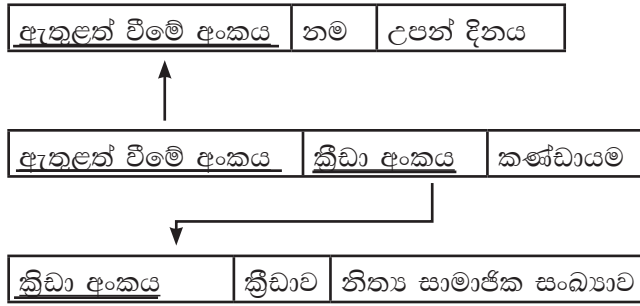 ඇතුළත් වීමේ අංකය නම උපන් දිනය
ඇතුළත් වීමේ අංකය ක්‍රීඩා අංකය කණ්ඩායම
ක්‍රිඩා අංකය ක්‍රීඩාව නිත්‍ය සාමාජික සංඛ්‍යාව